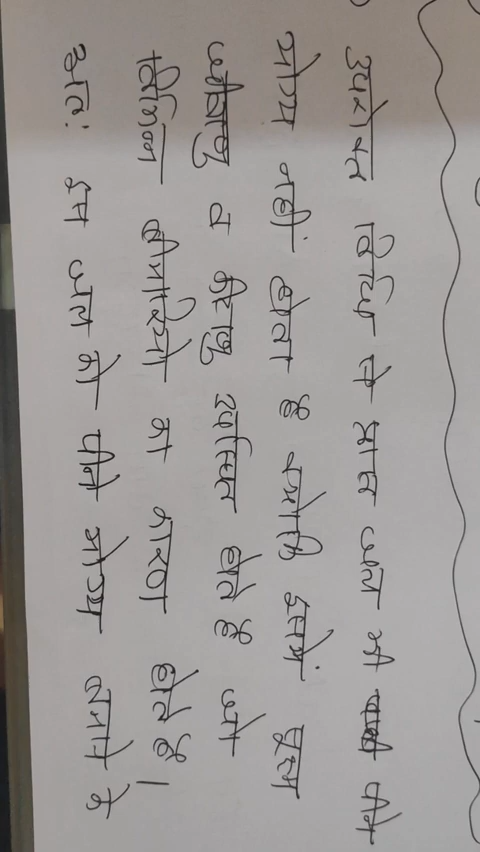 उपरोक्त विधि से प्राप्त जल भी पीने
योग्य नहीं होता है क्योंकि इसमें सूक्ष्म
जीवाणु व कीटाणु उपस्थित होते है जो
विभिन्न बीमारियो का कारण होते है।
अतः इस जल को पीने योग्य बनाने के